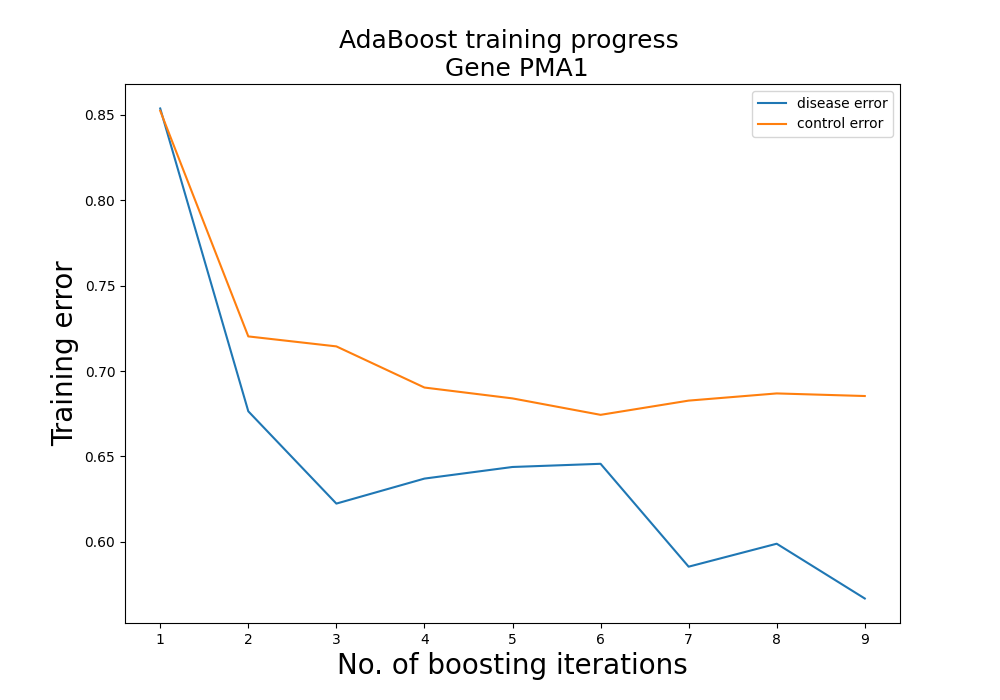 AdaBoost training progress
Gene PMA1
disease error
control error
Training error
0.85
0.80
0.75
0.70
0.65
0.60
1 2 3 4 5 6 7 8 9
No. of boosting iterations